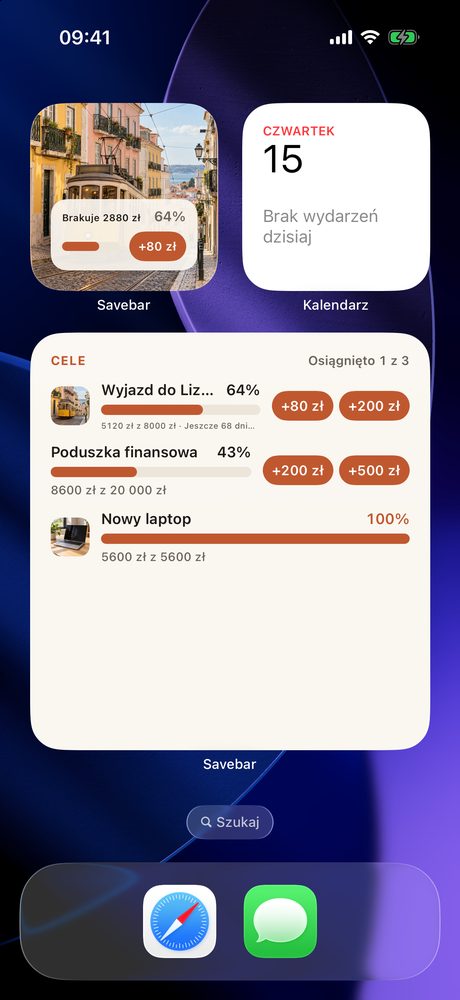 09:41
Brakuje 2880 zł 64%
+80 zł
Savebar
CZWARTEK
15
Brak wydarzeń
dzisiaj
Kalendarz
CELE Osiągnięto 1 z 3
Wyjazd do Liz... 64%
5120 zł z 8000 zł · Jeszcze 68 dni...
+80 zł +200 zł
Poduszka finansowa 43%
8600 zł z 20 000 zł
+200 zł +500 zł
Nowy laptop 100%
5600 zł z 5600 zł
Savebar
Szukaj